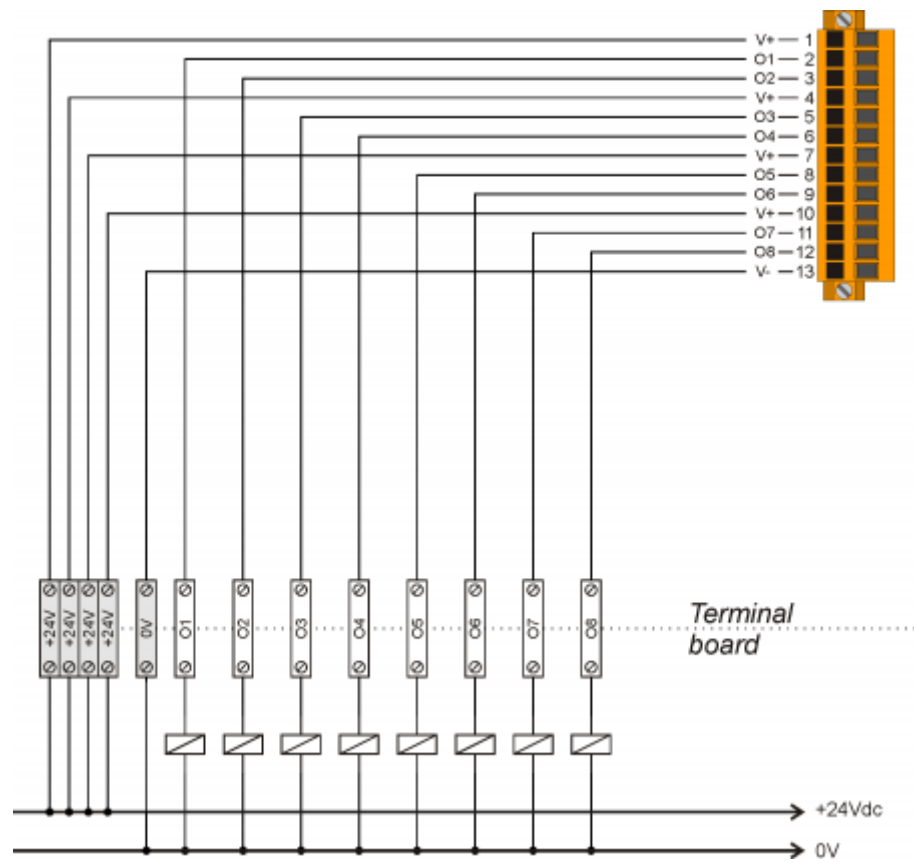 V+ 1
O1 2
O2 3
V+ 4
O3 5
O4 6
V+ 7
O5 8
O6 9
V+ 10
O7 11
O8 12
V- 13
+24V
+24V
+24V
+24V
0V
O1
O2
O3
O4
O5
O6
O7
O8
Terminal
board
+24Vdc
0V